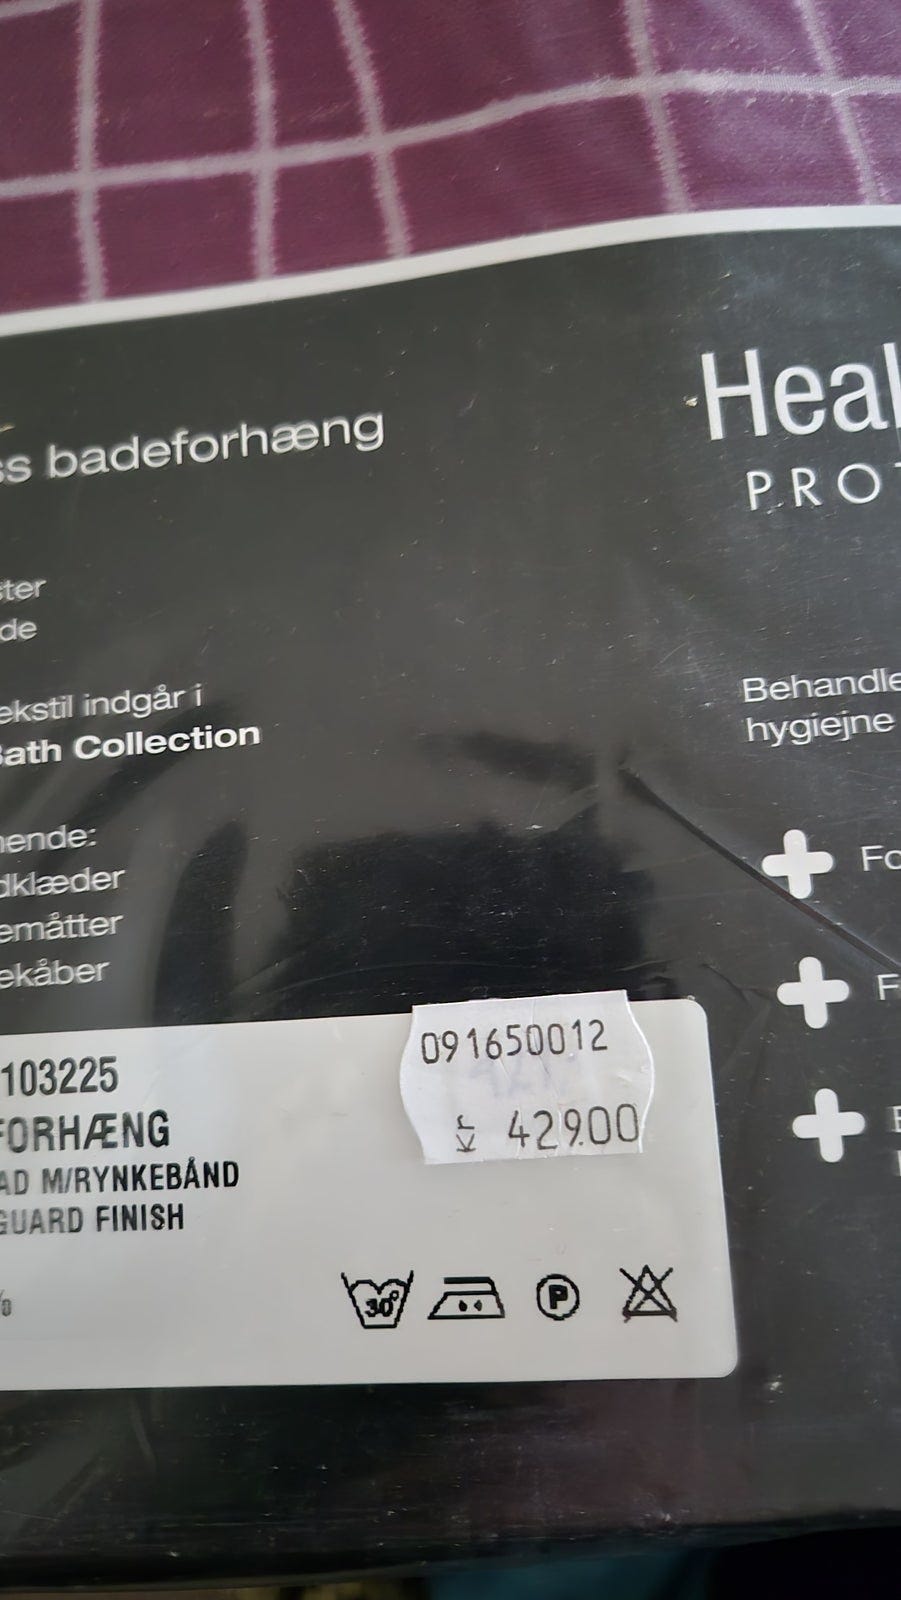 ss badeforhæng
Heal
PRO
ster
de
ekstil indgår i
Bath Collection
Behandle
hygiejne
nende:
dklæder
emåtter
ekåber
Fo
F
091650012
Kr 429.00
103225
FORHÆNG
AD M/RYNKEBÅND
GUARD FINISH
%
30°
P